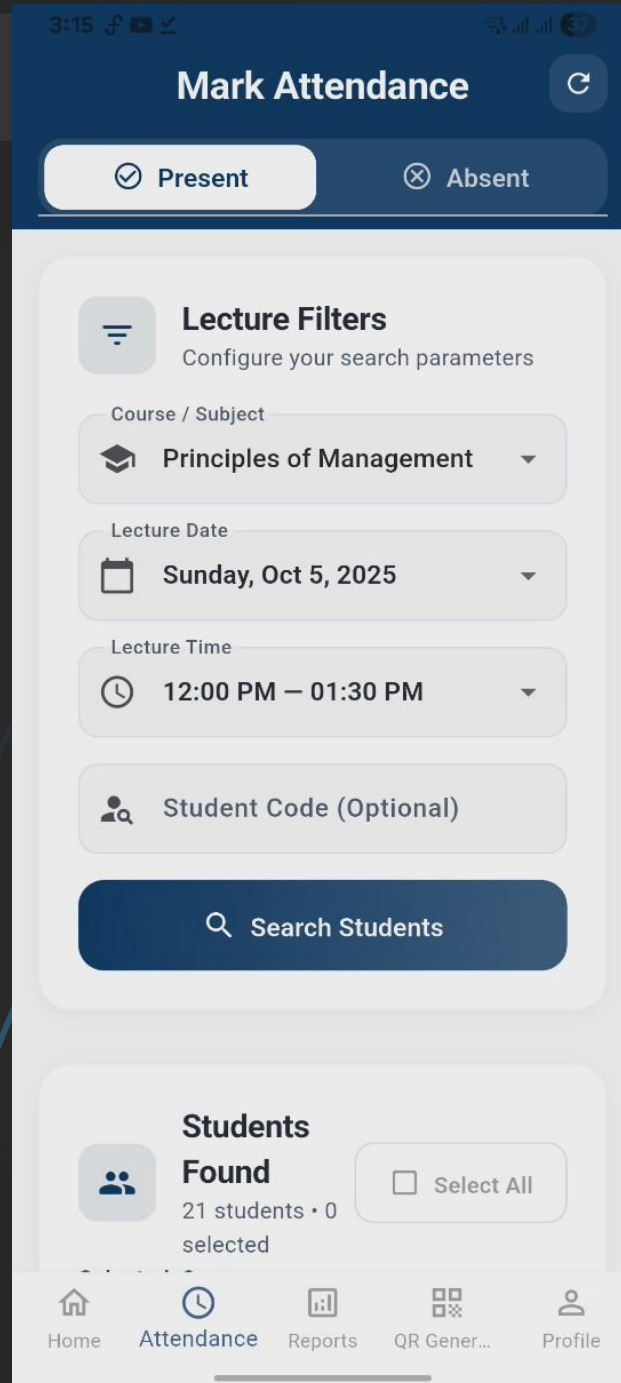 3:15
37
Mark Attendance
Present
Absent
Lecture Filters
Configure your search parameters
Course / Subject
Principles of Management
Lecture Date
Sunday, Oct 5, 2025
Lecture Time
12:00 PM — 01:30 PM
Student Code (Optional)
Search Students
Students
Found
21 students • 0
selected
Select All
Home
Attendance
Reports
QR Gener...
Profile